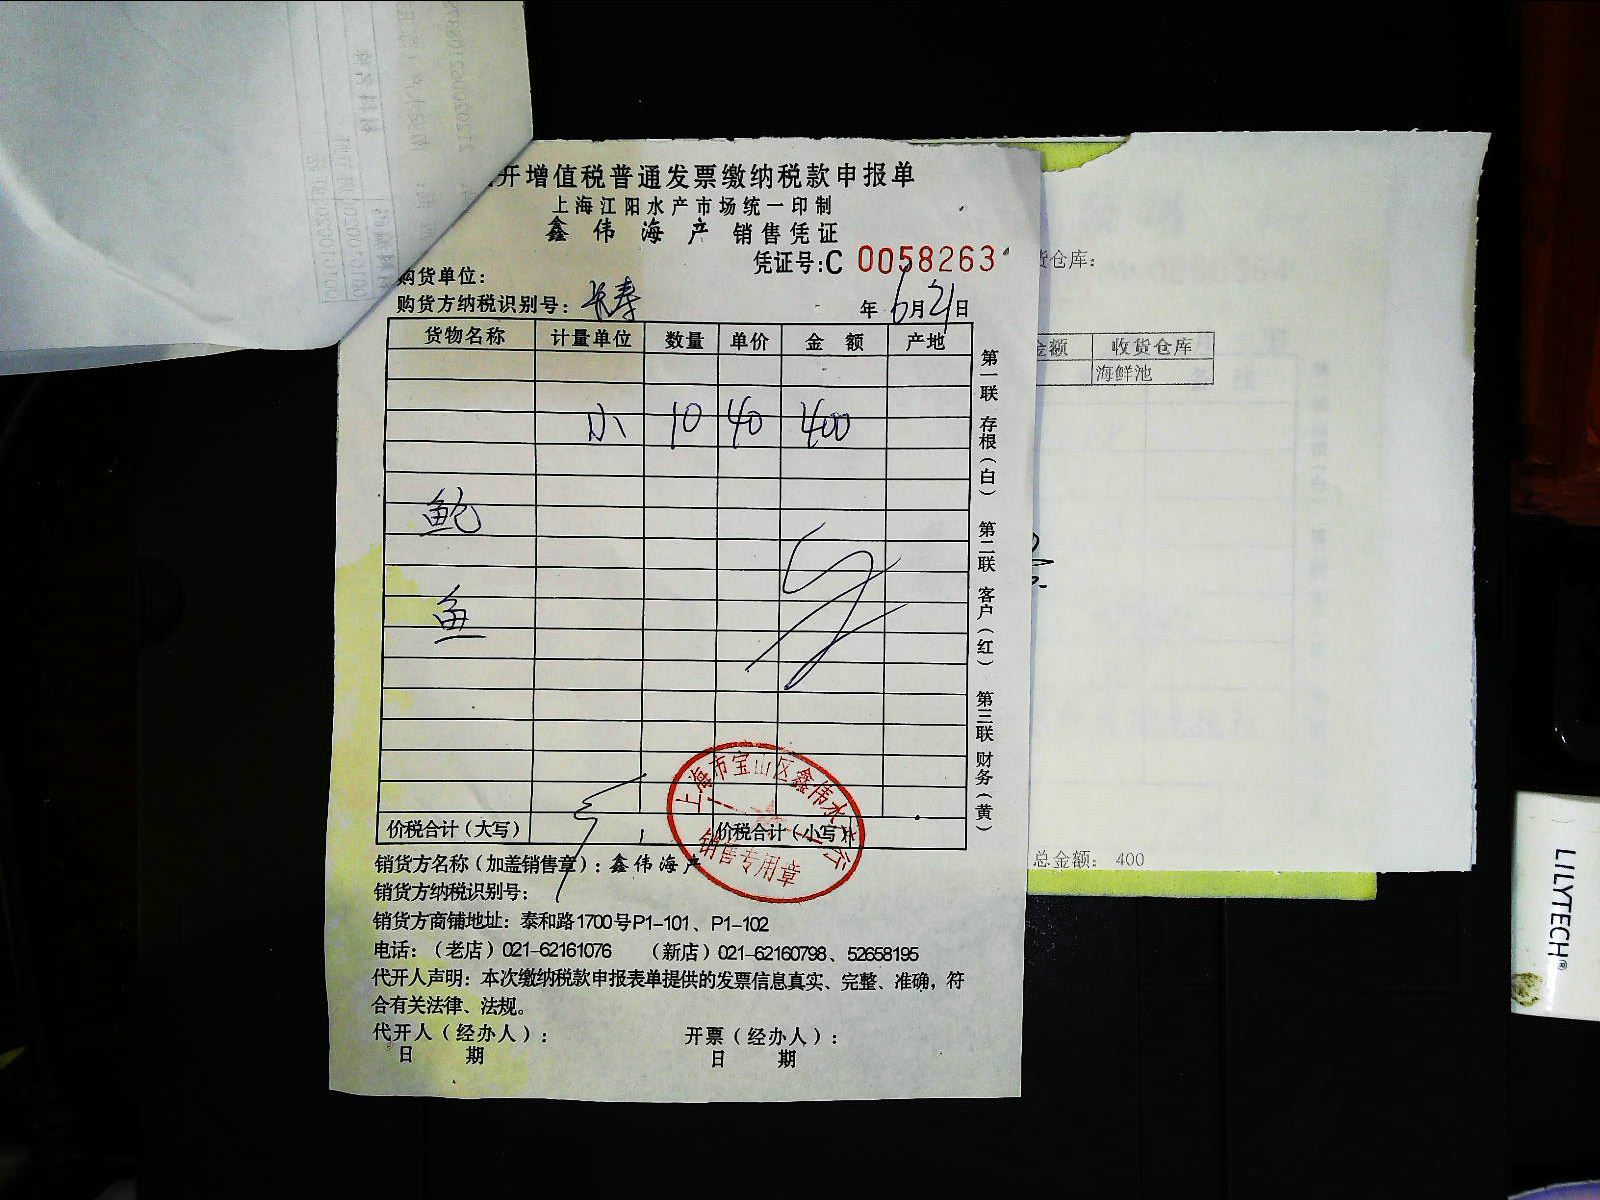 开增值税普通发票缴纳税款申报单
上海江阳水产市场统一印制
鑫伟海产 销售凭证
凭证号:C 0058263
购货单位:
购货方纳税识别号: 长寿
年6月21日
货物名称 计量单位 数量 单价 金额 产地
小 10 40 400
鲍
鱼
价税合计（大写） 价税合计（小写）
销货方名称（加盖销售章）: 鑫伟海产
销货方纳税识别号:
销货方商铺地址: 泰和路1700号P1-101、P1-102
电话:（老店）021-62161076 （新店）021-62160798、52658195
代开人声明: 本次缴纳税款申报表单提供的发票信息真实、完整、准确，符
合有关法律、法规。
代开人（经办人）: 开票（经办人）:
日 期 日 期
第一联 存根（白） 第二联 客户（红） 第三联 财务（黄）
上海市宝山区鑫伟水产行
销售专用章
货仓库:
金额 收货仓库
海鲜池
总金额: 400
LILYTECH®